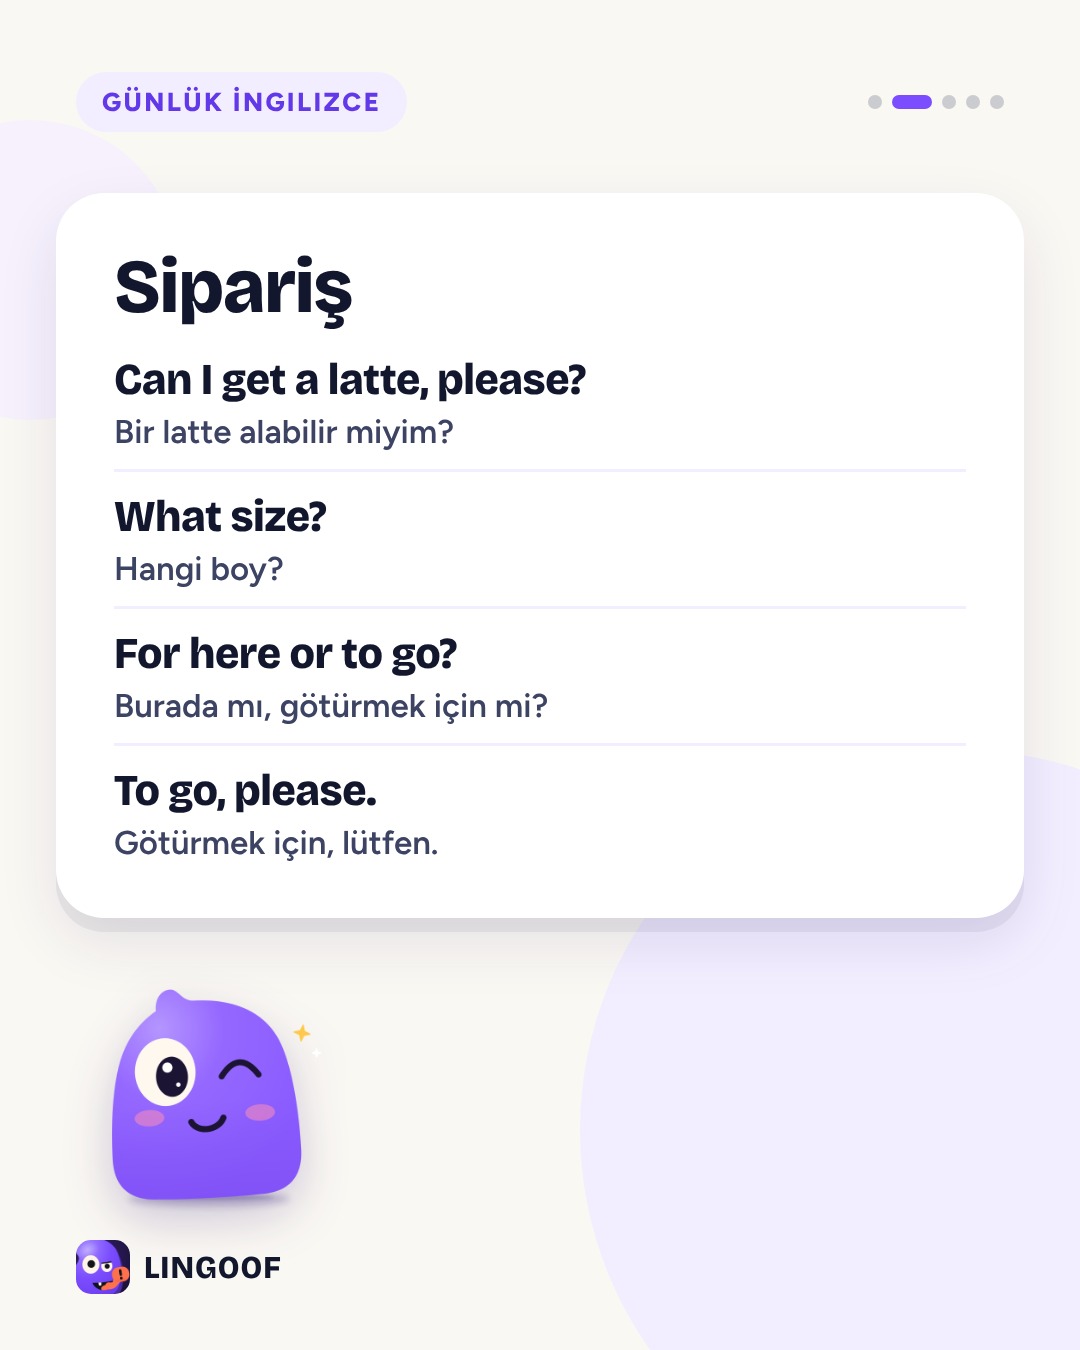 GÜNLÜK İNGILIZCE
Sipariş
Can I get a latte, please?
Bir latte alabilir miyim?
What size?
Hangi boy?
For here or to go?
Burada mı, götürmek için mi?
To go, please.
Götürmek için, lütfen.
LINGOOF